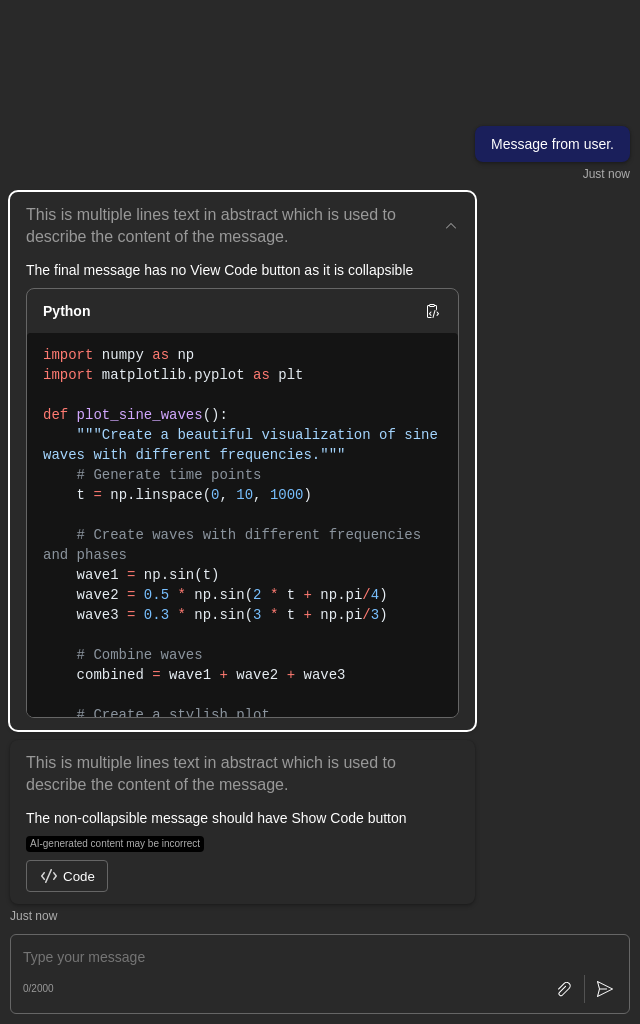 Message from user.
Just now
This is multiple lines text in abstract which is used to
describe the content of the message.
The final message has no View Code button as it is collapsible
Python
import numpy as np
import matplotlib.pyplot as plt
def plot_sine_waves():
    """Create a beautiful visualization of sine
waves with different frequencies."""
    # Generate time points
    t = np.linspace(0, 10, 1000)
    # Create waves with different frequencies
and phases
    wave1 = np.sin(t)
    wave2 = 0.5 * np.sin(2 * t + np.pi/4)
    wave3 = 0.3 * np.sin(3 * t + np.pi/3)
    # Combine waves
    combined = wave1 + wave2 + wave3
    # Create a stylish plot
This is multiple lines text in abstract which is used to
describe the content of the message.
The non-collapsible message should have Show Code button
AI-generated content may be incorrect
Code
Just now
Type your message
0/2000